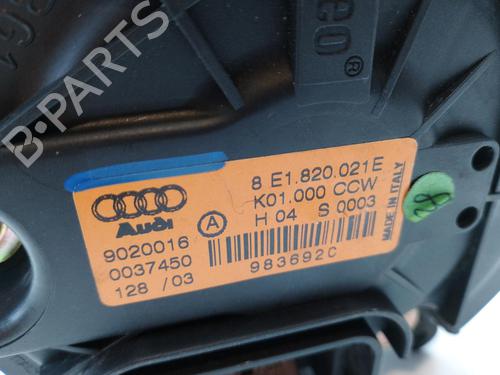 B-PARTS
eo®
8 E1.820.021E
K01.000 CCW
H 04 S 0003
Audi
A
9020016
0037450
128 / 03
983692C
MADE IN ITALY